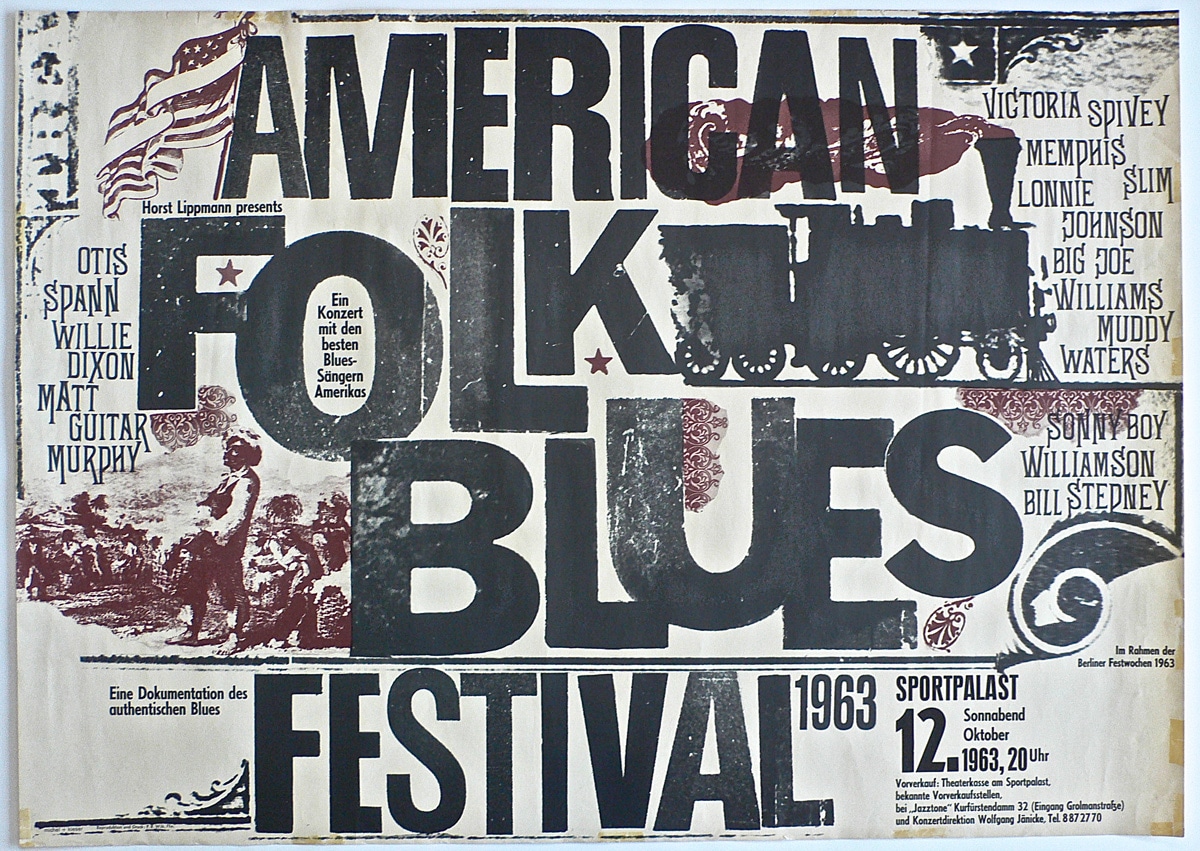 AMERICAN
Horst Lippmann presents
FOLK
Ein
Konzert
mit den
besten
Blues-
Sängern
Amerikas
BLUES
OTIS
SPANN
WILLIE
DIXON
MATT
GUITAR
MURPHY
VICTORIA SPIVEY
MEMPHIS
SLIM
LONNIE
JOHNSON
BIG JOE
WILLIAMS
MUDDY
WATERS
SONNY BOY
WILLIAMSON
BILL STEPNEY
Im Rahmen der
Berliner Festwochen 1963
Eine Dokumentation des
authentischen Blues
FESTIVAL 1963
SPORTPALAST
12. Sonnabend
Oktober
1963, 20 Uhr
Vorverkauf: Theaterkasse am Sportpalast,
bekannte Vorverkaufsstellen,
bei „Jazztone" Kurfürstendamm 32 (Eingang Grolmanstraße)
und Konzertdirektion Wolfgang Jänicke, Tel. 8872770
michel + kieser